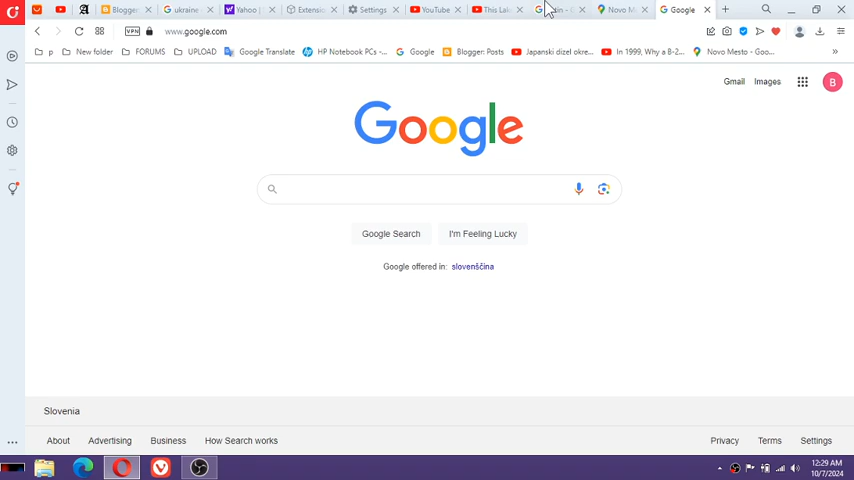 Blogger ukraine Yahoo Extensio Settings YouTube This Lak Novo M Google
VPN www.google.com
p New folder FORUMS UPLOAD Google Translate HP Notebook PCs -... Google Blogger: Posts Japanski dizel okre... In 1999, Why a B-2... Novo Mesto - Goo...
Gmail Images B
Google
Google Search I'm Feeling Lucky
Google offered in: slovenščina
Slovenia
About Advertising Business How Search works Privacy Terms Settings
12:29 AM
10/7/2024